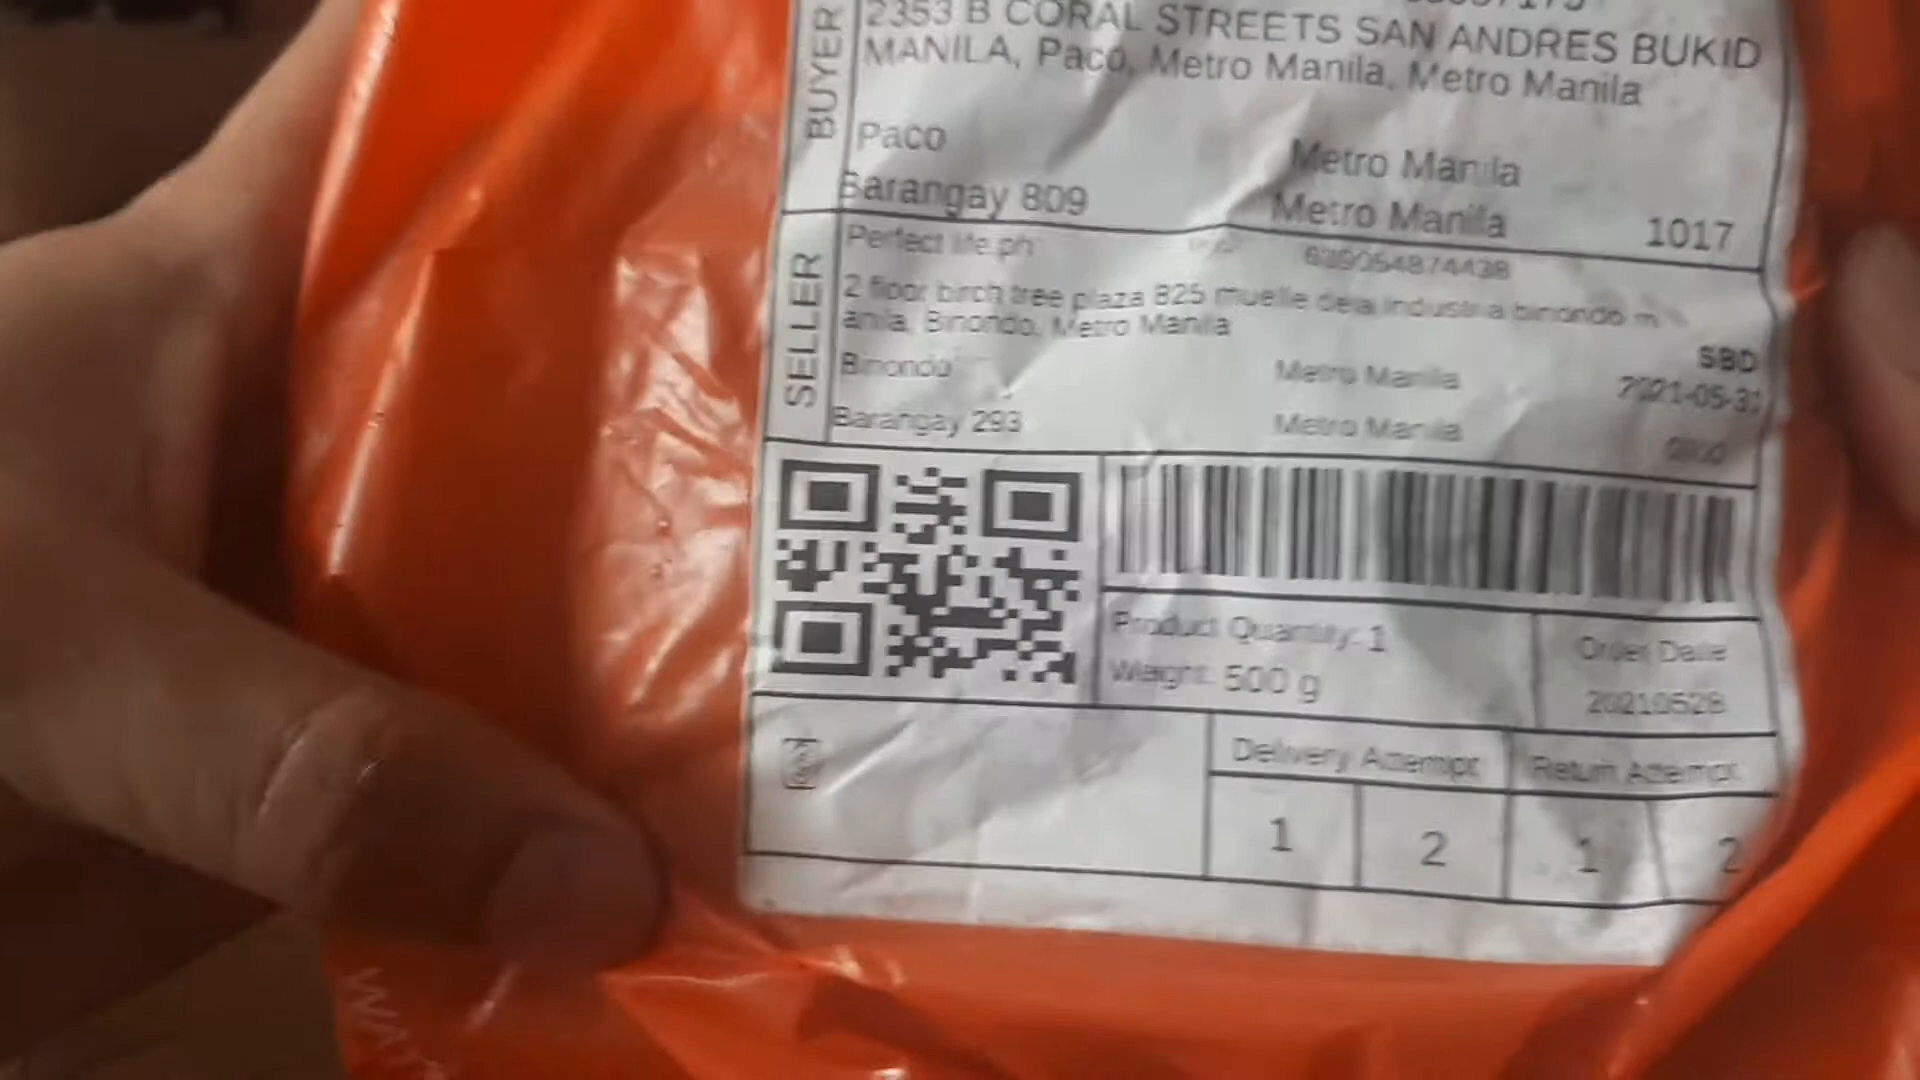 BUYER
2353 B CORAL STREETS SAN ANDRES BUKID
MANILA, Paco, Metro Manila, Metro Manila
Paco Metro Manila
Barangay 809 Metro Manila 1017
SELLER
Perfect life.ph 639054874438
2 floor birch tree plaza 825 muelle dela industria binondo m
anila, Binondo, Metro Manila
SBD
Binondo Metro Manila 2021-05-31
Barangay 293 Metro Manila
Product Quantity: 1
Weight: 500 g
Order Date
20210528
Delivery Attempt Return Attempt
1 2 1 2